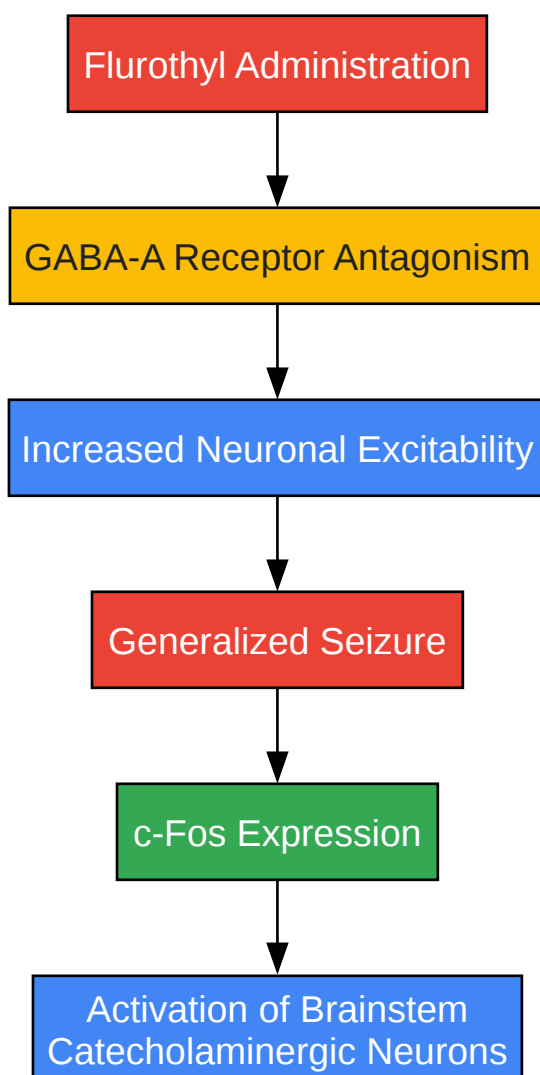 Flurothyl Administration
GABA-A Receptor Antagonism
Increased Neuronal Excitability
Generalized Seizure
c-Fos Expression
Activation of Brainstem
Catecholaminergic Neurons